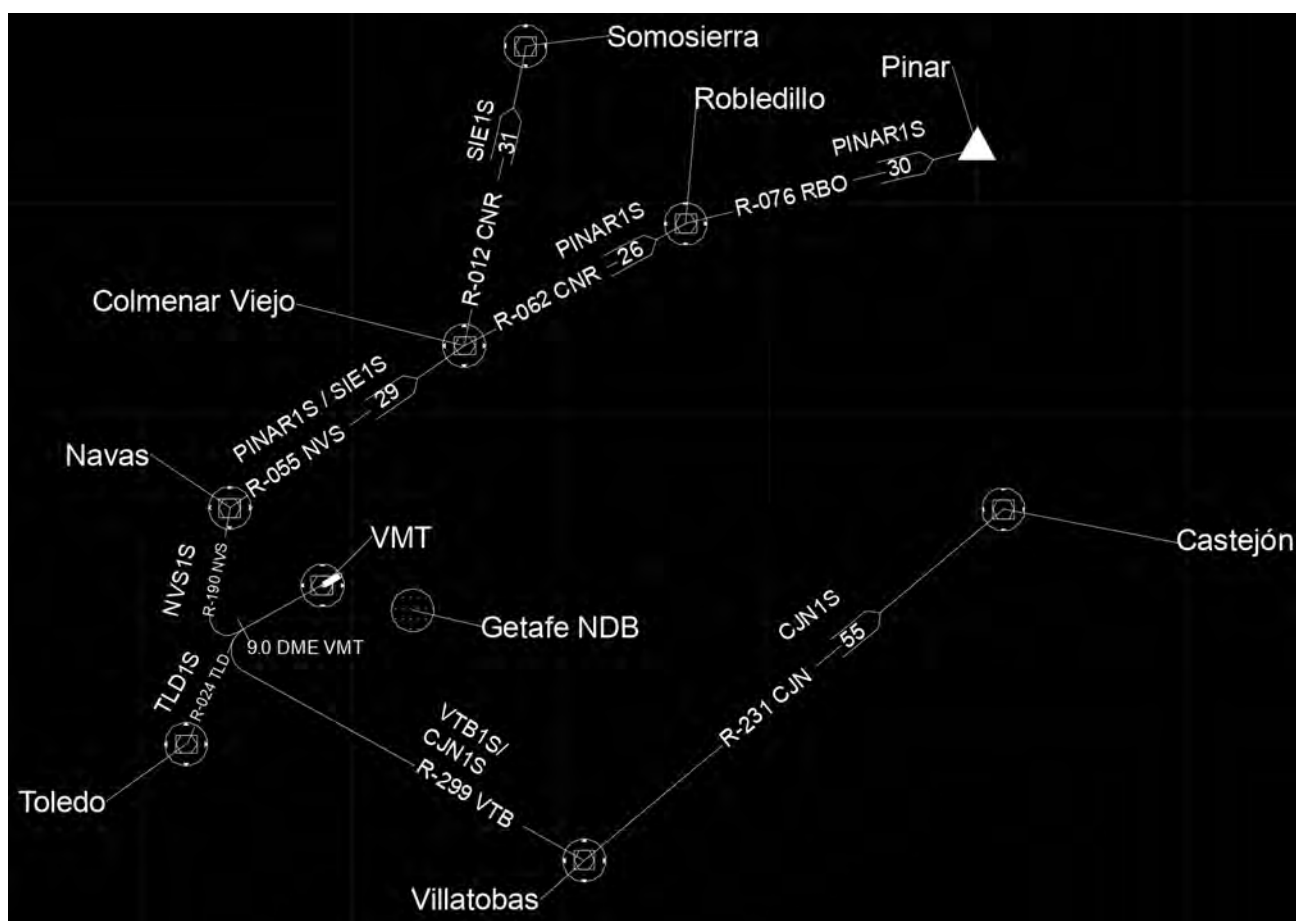 Somosierra
Pinar
Robledillo
SIE1S
31
R-012 CNR
PINAR1S
30
R-076 RBO
PINAR1S
26
R-062 CNR
Colmenar Viejo
PINAR1S / SIE1S
29
R-055 NVS
Navas
VMT
Castejón
NVS1S
R-190 NVS
Getafe NDB
9.0 DME VMT
CJN1S
55
R-231 CJN
TLD1S
R-024 TLD
VTB1S/
CJN1S
R-299 VTB
Toledo
Villatobas